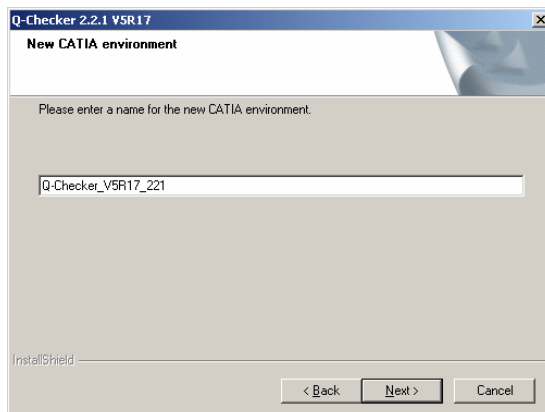 Q-Checker 2.2.1 V5R17
New CATIA environment
Please enter a name for the new CATIA environment.
Q-Checker_V5R17_221
InstallShield
< Back
Next >
Cancel